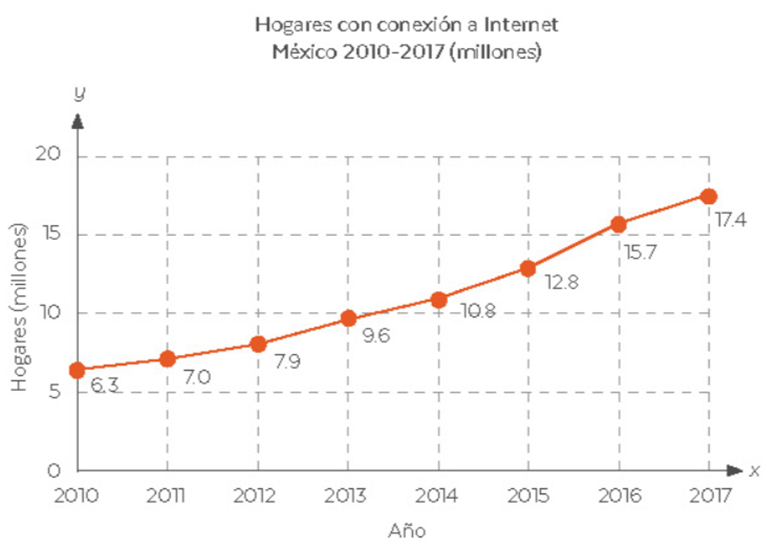 Hogares con conexión a Internet
México 2010-2017 (millones)
y
20
15
10
5
0
Hogares (millones)
6.3
7.0
7.9
9.6
10.8
12.8
15.7
17.4
x
2010 2011 2012 2013 2014 2015 2016 2017
Año